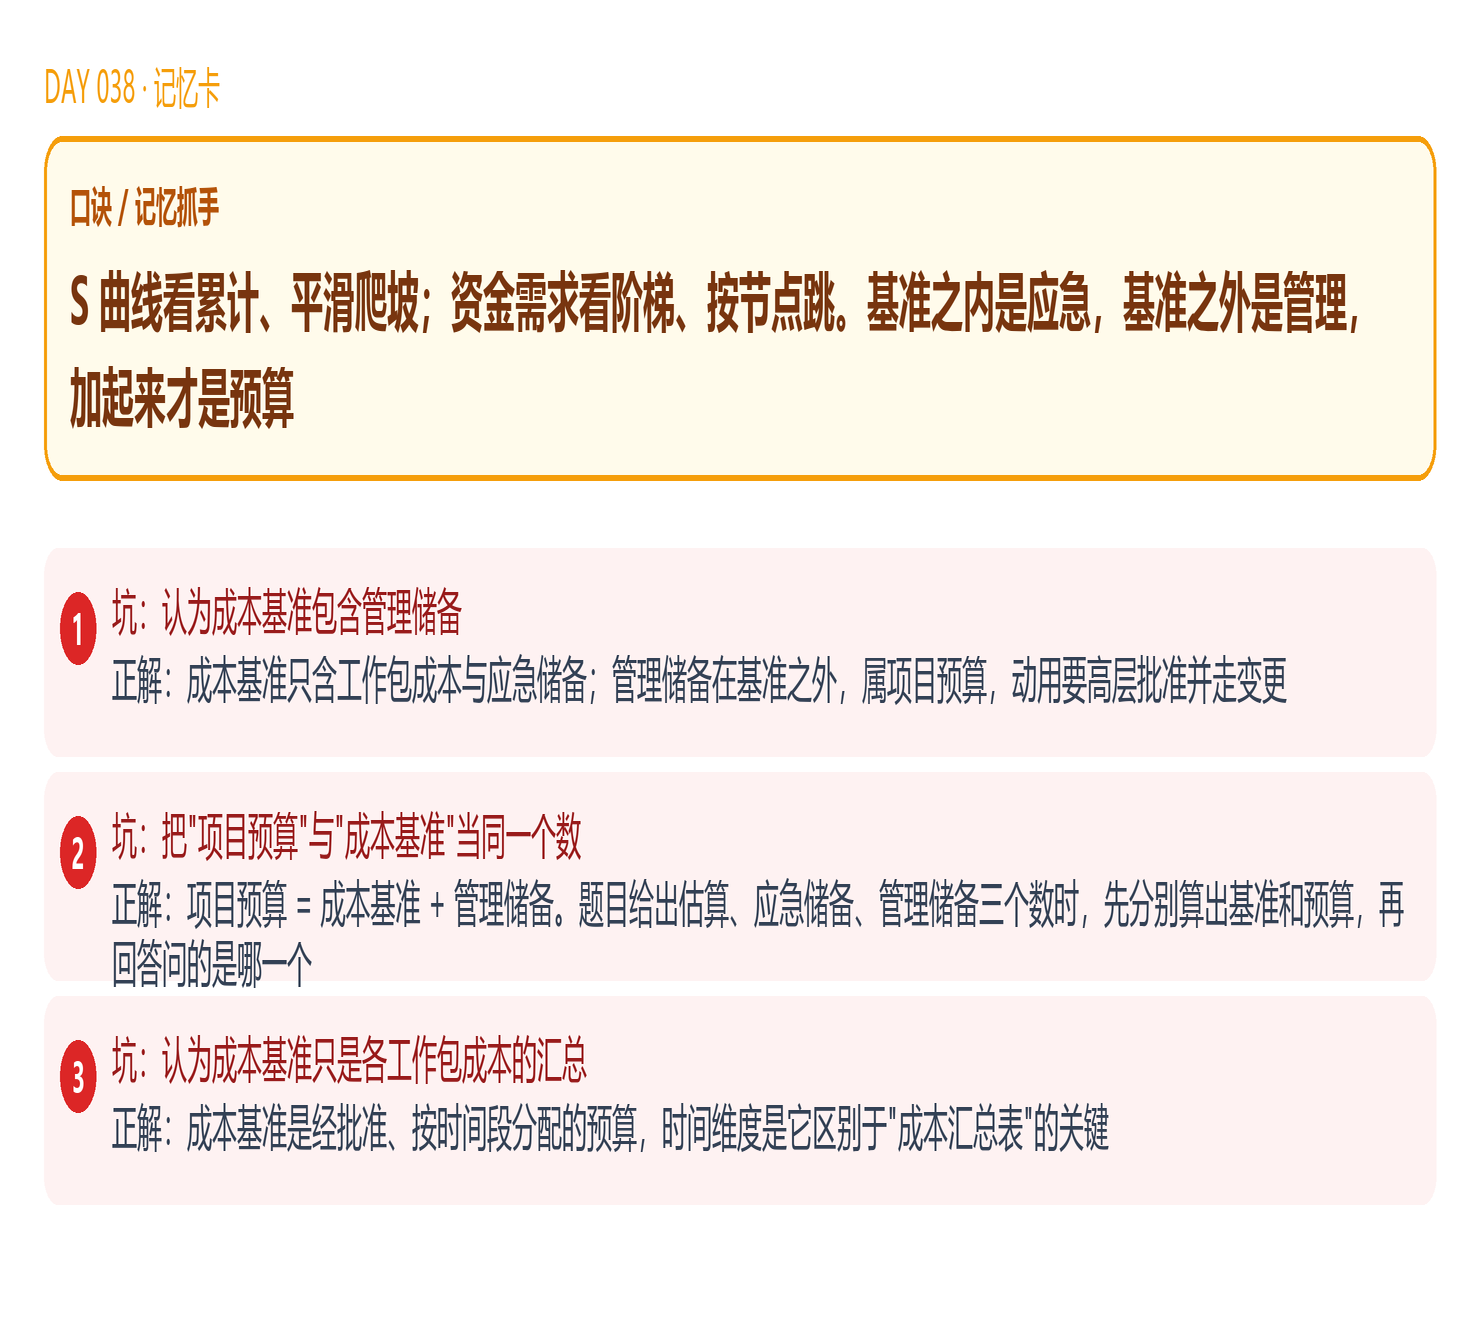 DAY 038 · 记忆卡
口诀 / 记忆抓手
S 曲线看累计、平滑爬坡；资金需求看阶梯、按节点跳。基准之内是应急，基准之外是管理，
加起来才是预算
1
坑：认为成本基准包含管理储备
正解：成本基准只含工作包成本与应急储备；管理储备在基准之外，属项目预算，动用要高层批准并走变更
2
坑：把"项目预算"与"成本基准"当同一个数
正解：项目预算 = 成本基准 + 管理储备。题目给出估算、应急储备、管理储备三个数时，先分别算出基准和预算，再
回答问的是哪一个
3
坑：认为成本基准只是各工作包成本的汇总
正解：成本基准是经批准、按时间段分配的预算，时间维度是它区别于"成本汇总表"的关键